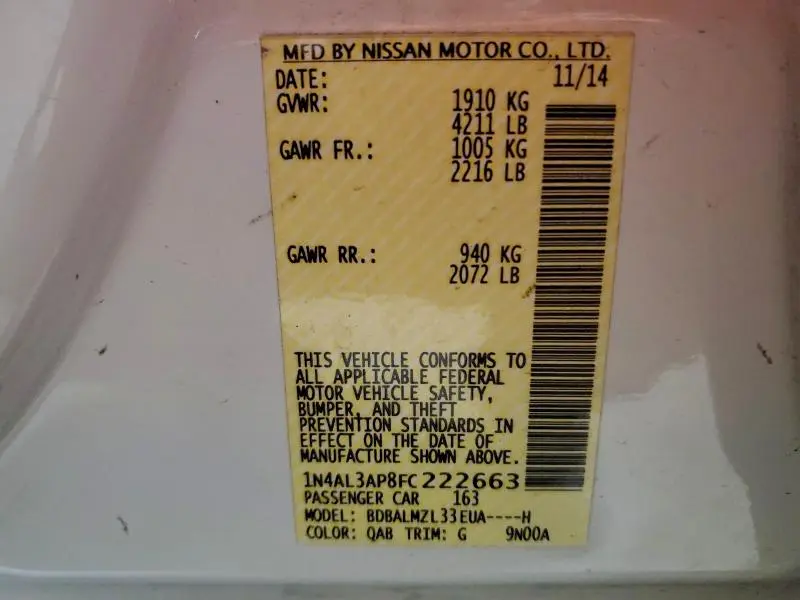 MFD BY NISSAN MOTOR CO., LTD.
DATE: 11/14
GVWR: 1910 KG
4211 LB
GAWR FR.: 1005 KG
2216 LB
GAWR RR.: 940 KG
2072 LB
THIS VEHICLE CONFORMS TO
ALL APPLICABLE FEDERAL
MOTOR VEHICLE SAFETY,
BUMPER, AND THEFT
PREVENTION STANDARDS IN
EFFECT ON THE DATE OF
MANUFACTURE SHOWN ABOVE.
1N4AL3AP8FC222663
PASSENGER CAR 163
MODEL: BDBALMZL33EUA----H
COLOR: QAB TRIM: G 9N00A